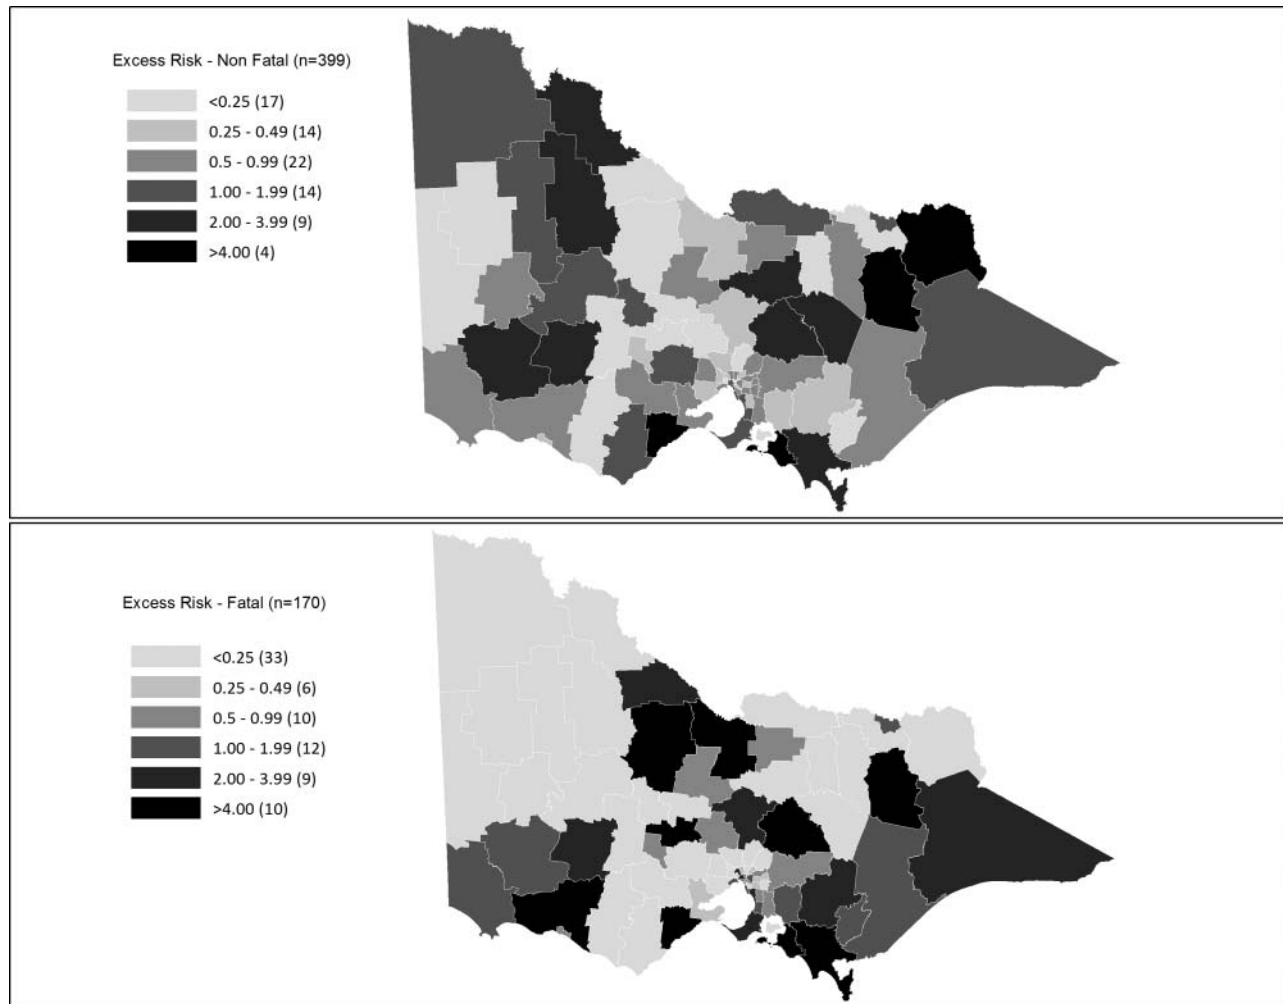 Excess Risk - Non Fatal (n=399)
<0.25 (17)
0.25 - 0.49 (14)
0.5 - 0.99 (22)
1.00 - 1.99 (14)
2.00 - 3.99 (9)
>4.00 (4)
Excess Risk - Fatal (n=170)
<0.25 (33)
0.25 - 0.49 (6)
0.5 - 0.99 (10)
1.00 - 1.99 (12)
2.00 - 3.99 (9)
>4.00 (10)